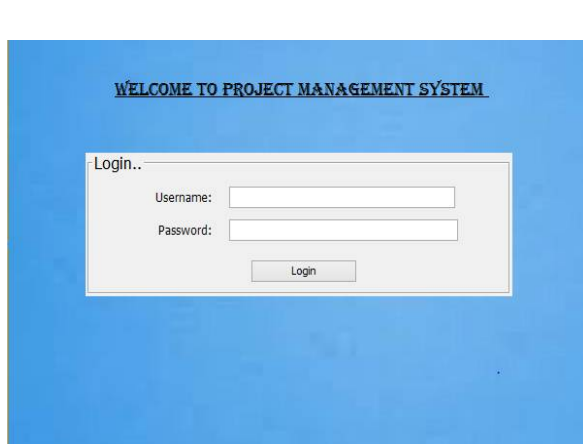 WELCOME TO PROJECT MANAGEMENT SYSTEM
Login..
Username:
Password:
Login